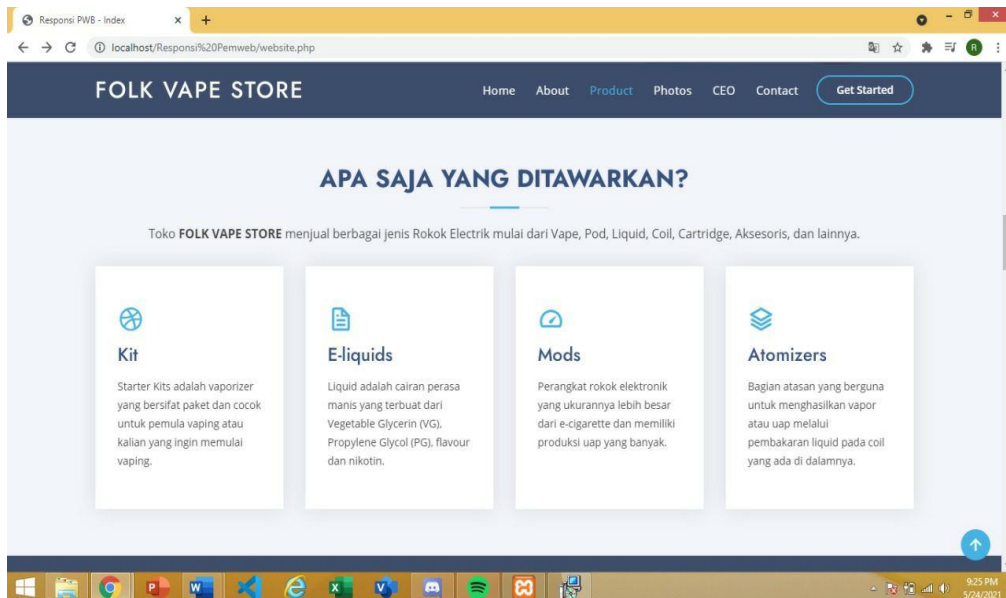 Responsi PWB - Index
localhost/Responsi%20Pemweb/website.php
R
FOLK VAPE STORE
Home About Product Photos CEO Contact Get Started
APA SAJA YANG DITAWARKAN?
Toko FOLK VAPE STORE menjual berbagai jenis Rokok Electrik mulai dari Vape, Pod, Liquid, Coil, Cartridge, Aksesoris, dan lainnya.
Kit
Starter Kits adalah vaporizer
yang bersifat paket dan cocok
untuk pemula vaping atau
kalian yang ingin memulai
vaping.
E-liquids
Liquid adalah cairan perasa
manis yang terbuat dari
Vegetable Glycerin (VG),
Propylene Glycol (PG), flavour
dan nikotin.
Mods
Perangkat rokok elektronik
yang ukurannya lebih besar
dari e-cigarette dan memiliki
produksi uap yang banyak.
Atomizers
Bagian atasan yang berguna
untuk menghasilkan vapor
atau uap melalui
pembakaran liquid pada coil
yang ada di dalamnya.
9:25 PM
5/24/2021